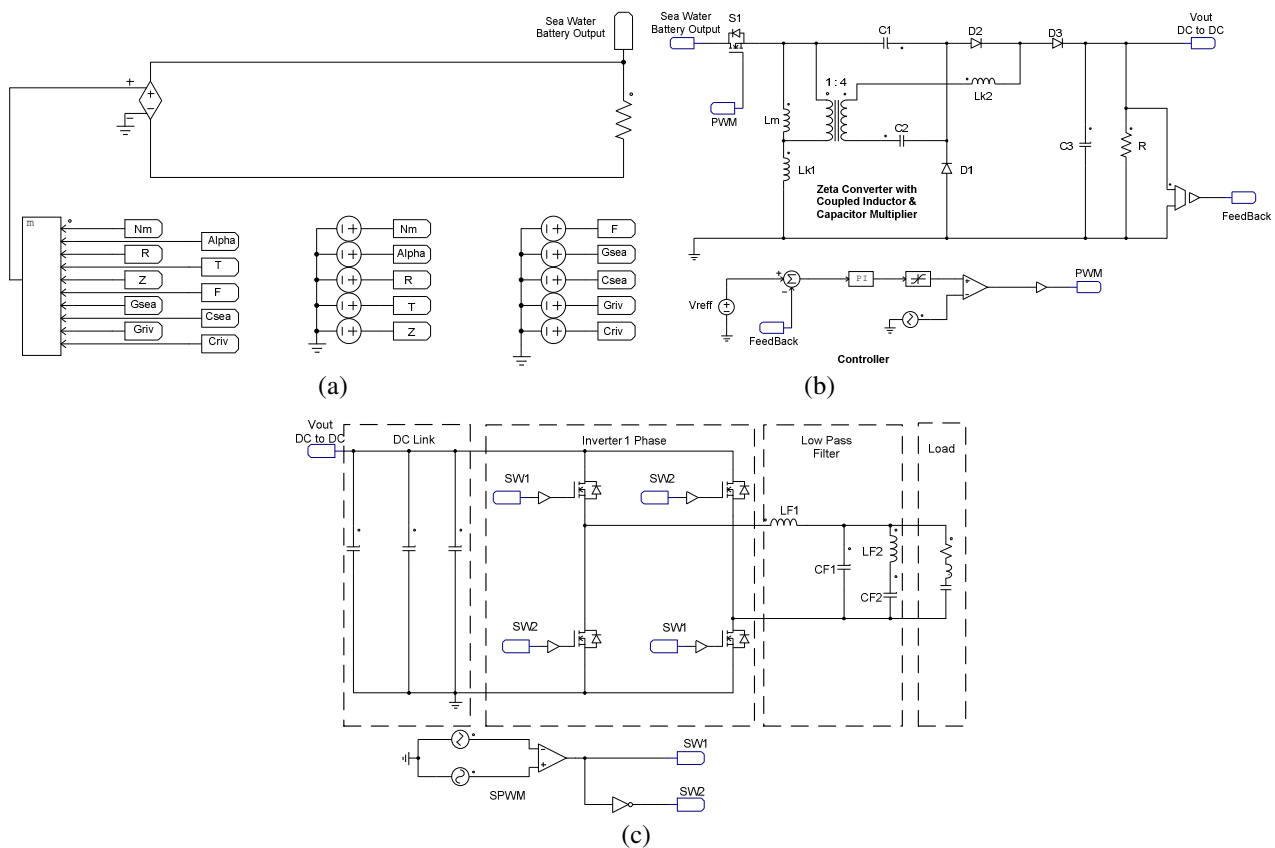 Sea Water
Battery Output
+
+
−
−
m
Nm
Alpha
R
T
Z
F
Gsea
Csea
Griv
Criv
Nm
Alpha
R
T
Z
F
Gsea
Csea
Griv
Criv
(a)
Sea Water
Battery Output
S1
PWM
C1
D2
D3
Vout
DC to DC
1 : 4
Lk2
Lm
C2
Lk1
D1
C3
R
Zeta Converter with
Coupled Inductor &
Capacitor Multiplier
FeedBack
Vreff
+
−
Σ
PI
+
−
PWM
FeedBack
Controller
(b)
Vout
DC to DC
DC Link
Inverter 1 Phase
Low Pass
Filter
Load
SW1
SW2
LF1
CF1
LF2
CF2
SW2
SW1
−
+
SPWM
SW1
SW2
(c)